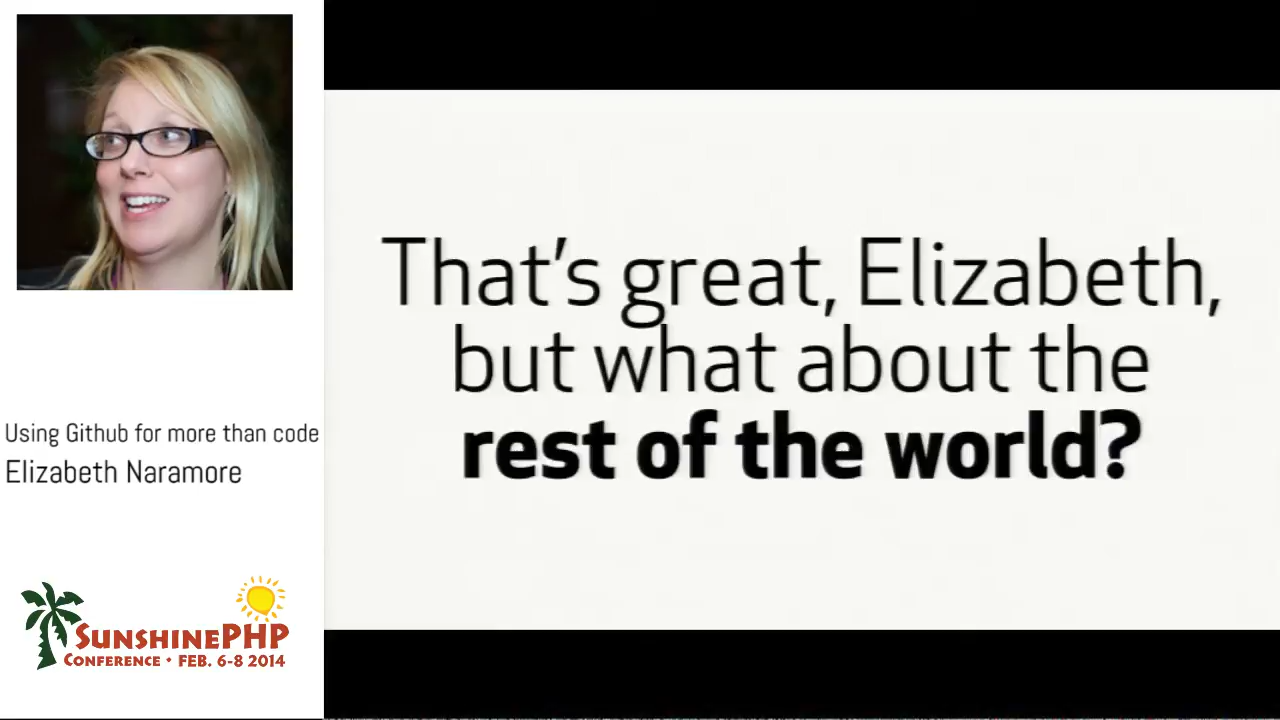 Using Github for more than code
Elizabeth Naramore
SUNSHINEPHP
CONFERENCE • FEB. 6-8 2014
That's great, Elizabeth,
but what about the
rest of the world?